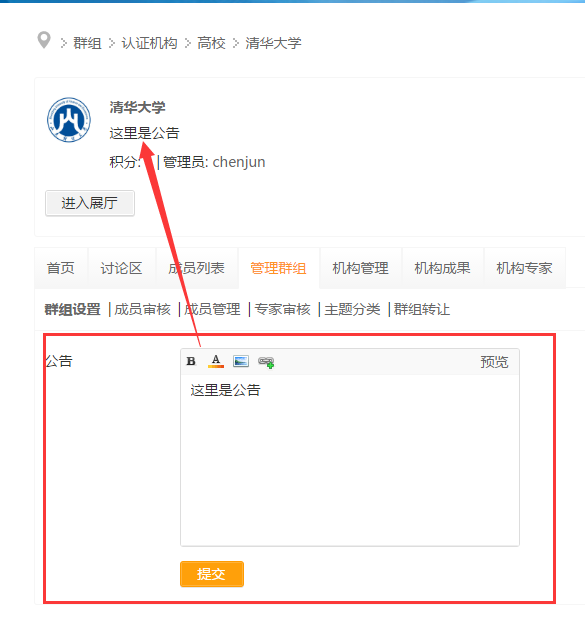 群组 > 认证机构 > 高校 > 清华大学
清华大学
这里是公告
积分: | 管理员: chenjun
进入展厅
首页 讨论区 成员列表 管理群组 机构管理 机构成果 机构专家
群组设置 | 成员审核 | 成员管理 | 专家审核 | 主题分类 | 群组转让
公告
B A 预览
这里是公告
提交